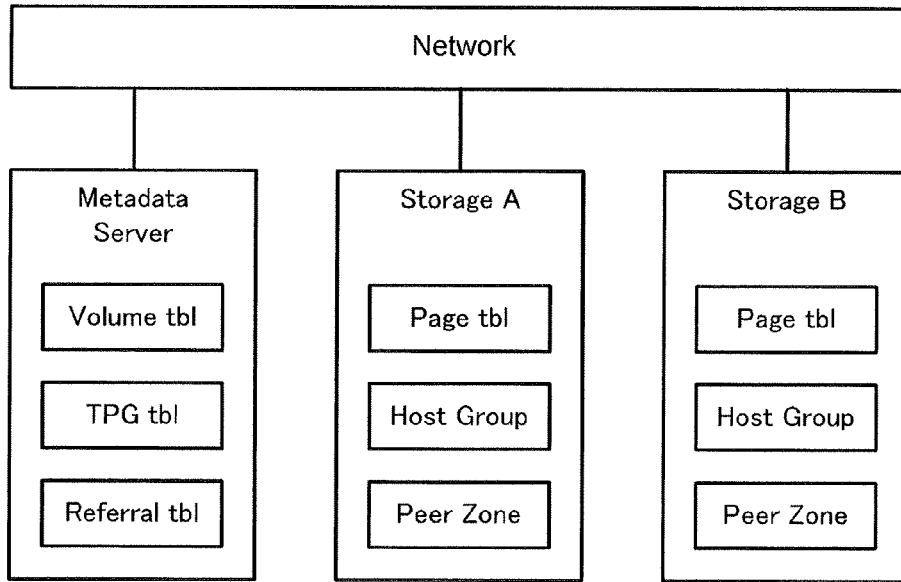 Network
Metadata
Server
Volume tbl
TPG tbl
Referral tbl
Storage A
Page tbl
Host Group
Peer Zone
Storage B
Page tbl
Host Group
Peer Zone